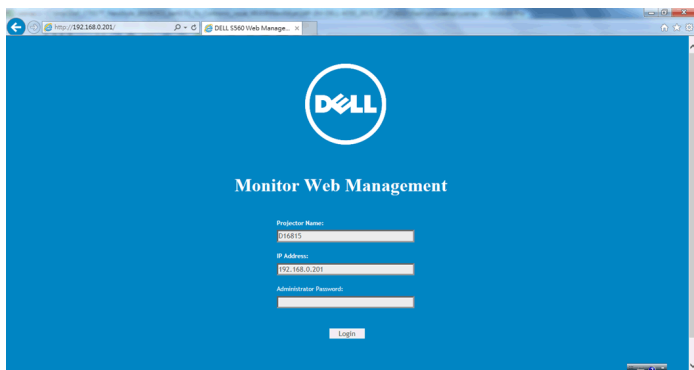 http://192.168.0.201/
DELL S560 Web Manage...
DELL
Monitor Web Management
Projector Name:
D16815
IP Address:
192.168.0.201
Administrator Password:
Login